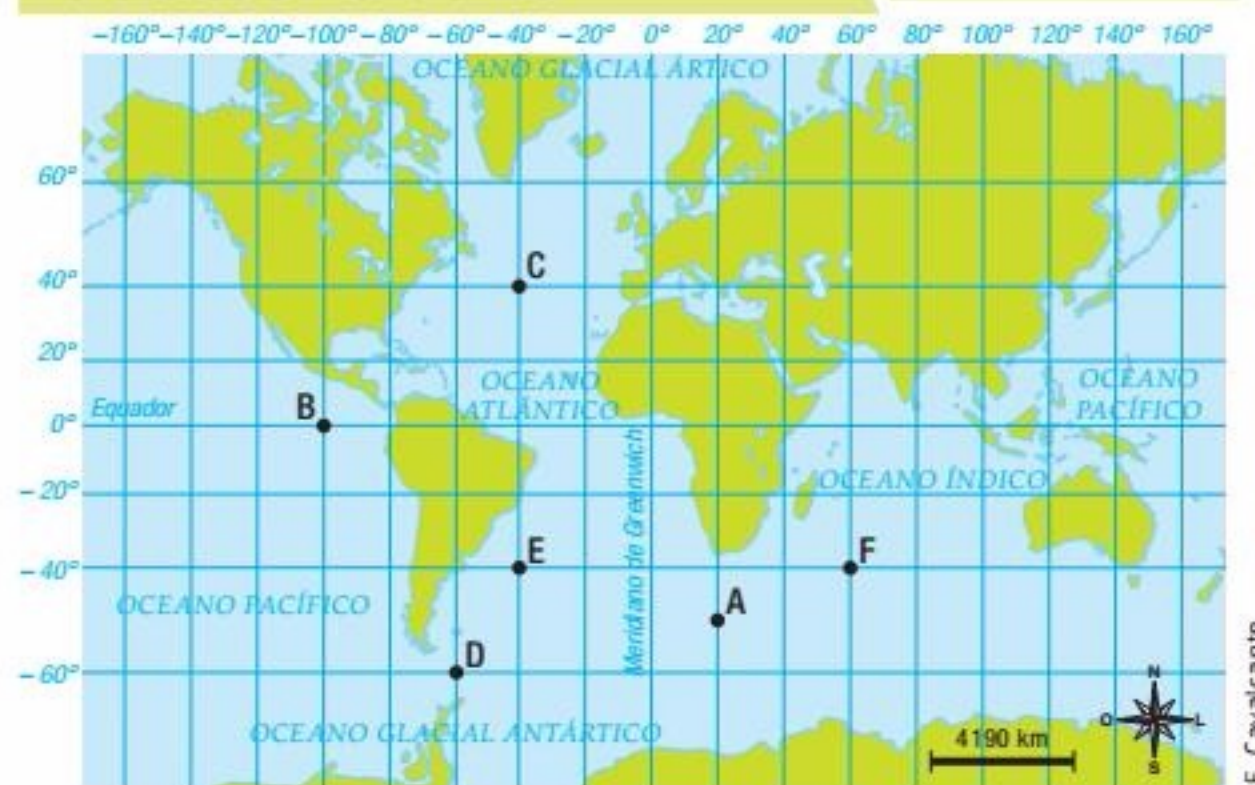 -160° -140° -120° -100° -80° -60° -40° -20° 0° 20° 40° 60° 80° 100° 120° 140° 160°
OCEANO GLACIAL ÁRTICO
60°
C
40°
20°
OCEANO
ATLÂNTICO
OCEANO
PACÍFICO
B
Equador
0°
Meridiano de Greenwich
OCEANO ÍNDICO
-20°
E
F
-40°
OCEANO PACÍFICO
A
D
-60°
OCEANO GLACIAL ANTÁRTICO
4190 km
N
O
L
S